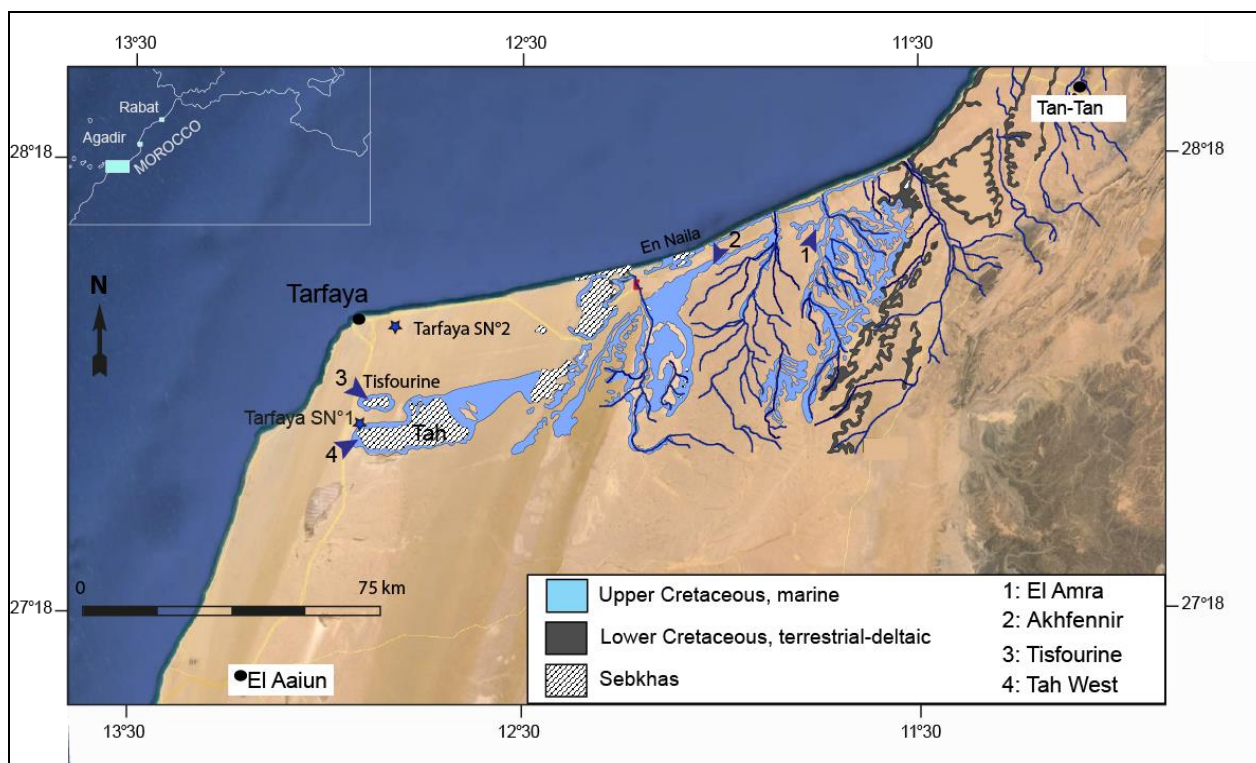 13°30
12°30
11°30
Rabat
Agadir
MOROCCO
Tan-Tan
28°18
28°18
En Naila
2
1
N
Tarfaya
Tarfaya SN°2
3
Tisfourine
Tarfaya SN°1
Tah
4
0
75 km
27°18
27°18
El Aaiun
Upper Cretaceous, marine
Lower Cretaceous, terrestrial-deltaic
Sebkhas
1: El Amra
2: Akhfennir
3: Tisfourine
4: Tah West
13°30
12°30
11°30